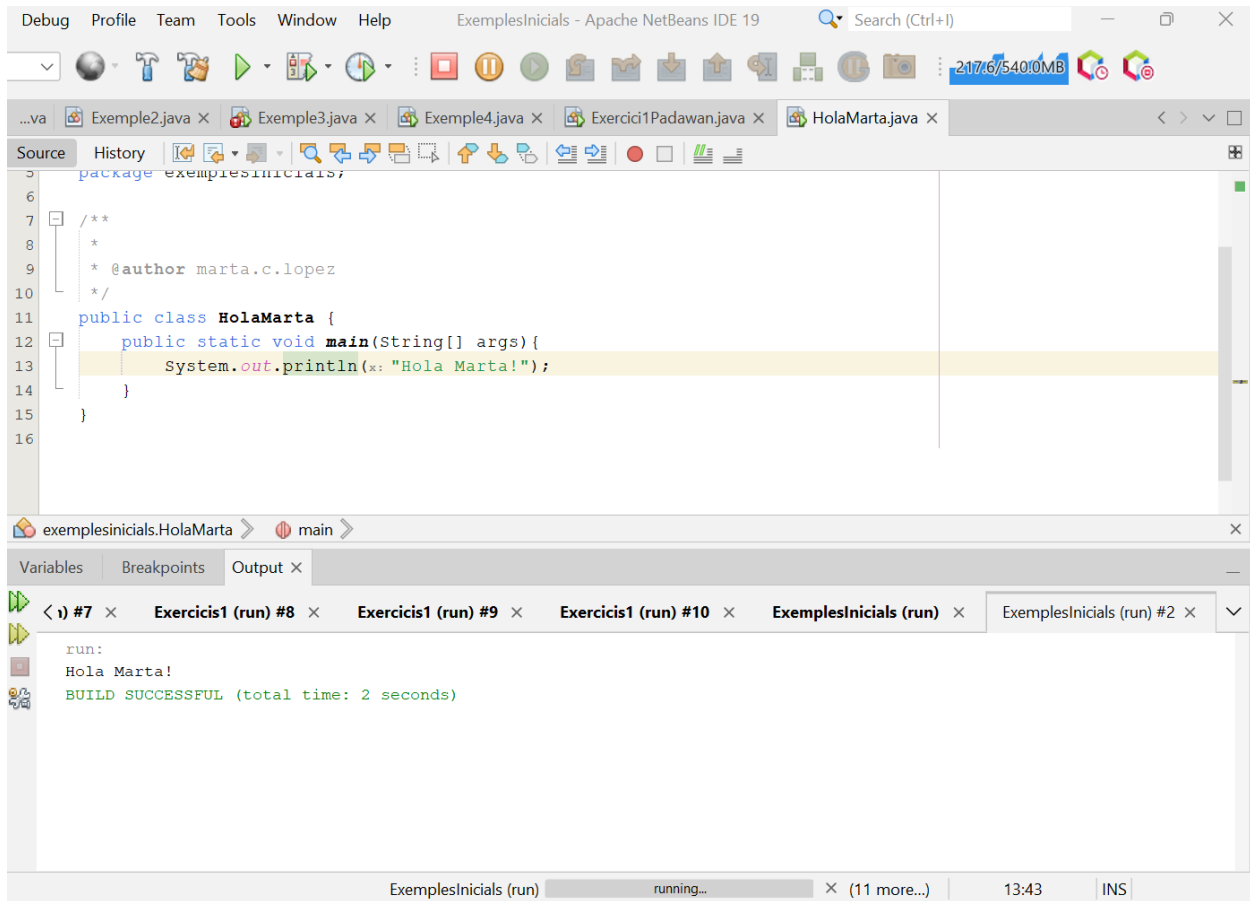 Debug Profile Team Tools Window Help ExemplesInicials - Apache NetBeans IDE 19 Search (Ctrl+I)
217.6/540.0MB
...va Exemple2.java Exemple3.java Exemple4.java Exercici1Padawan.java HolaMarta.java
Source History
5 package exemplesinicials;
6
7 /**
8 *
9 * @author marta.c.lopez
10 */
11 public class HolaMarta {
12 public static void main(String[] args){
13 System.out.println(x: "Hola Marta!");
14 }
15 }
16
exemplesinicials.HolaMarta main
Variables Breakpoints Output
#7 Exercicis1 (run) #8 Exercicis1 (run) #9 Exercicis1 (run) #10 ExemplesInicials (run) ExemplesInicials (run) #2
run:
Hola Marta!
BUILD SUCCESSFUL (total time: 2 seconds)
ExemplesInicials (run) running... (11 more...) 13:43 INS